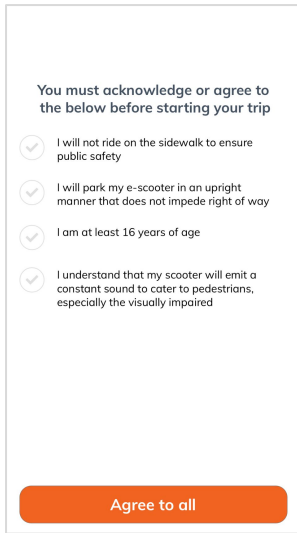 You must acknowledge or agree to
the below before starting your trip
I will not ride on the sidewalk to ensure
public safety
I will park my e-scooter in an upright
manner that does not impede right of way
I am at least 16 years of age
I understand that my scooter will emit a
constant sound to cater to pedestrians,
especially the visually impaired
Agree to all